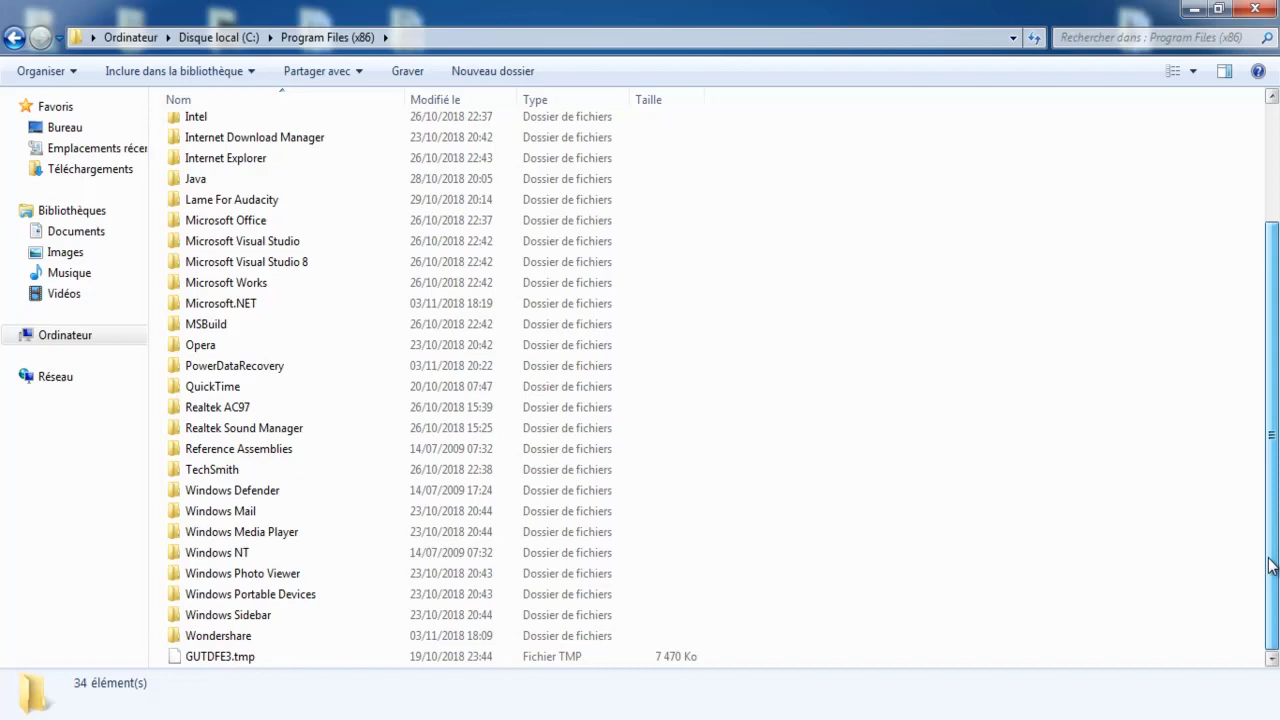 Ordinateur Disque local (C:) Program Files (x86) Rechercher dans : Program Files (x86)
Organiser Inclure dans la bibliothèque Partager avec Graver Nouveau dossier
Nom Modifié le Type Taille
Favoris
Bureau
Emplacements récer
Téléchargements
Bibliothèques
Documents
Images
Musique
Vidéos
Ordinateur
Réseau
Intel 26/10/2018 22:37 Dossier de fichiers
Internet Download Manager 23/10/2018 20:42 Dossier de fichiers
Internet Explorer 26/10/2018 22:43 Dossier de fichiers
Java 28/10/2018 20:05 Dossier de fichiers
Lame For Audacity 29/10/2018 20:14 Dossier de fichiers
Microsoft Office 26/10/2018 22:37 Dossier de fichiers
Microsoft Visual Studio 26/10/2018 22:42 Dossier de fichiers
Microsoft Visual Studio 8 26/10/2018 22:42 Dossier de fichiers
Microsoft Works 26/10/2018 22:42 Dossier de fichiers
Microsoft.NET 03/11/2018 18:19 Dossier de fichiers
MSBuild 26/10/2018 22:42 Dossier de fichiers
Opera 23/10/2018 20:42 Dossier de fichiers
PowerDataRecovery 03/11/2018 20:22 Dossier de fichiers
QuickTime 20/10/2018 07:47 Dossier de fichiers
Realtek AC97 26/10/2018 15:39 Dossier de fichiers
Realtek Sound Manager 26/10/2018 15:25 Dossier de fichiers
Reference Assemblies 14/07/2009 07:32 Dossier de fichiers
TechSmith 26/10/2018 22:38 Dossier de fichiers
Windows Defender 14/07/2009 17:24 Dossier de fichiers
Windows Mail 23/10/2018 20:44 Dossier de fichiers
Windows Media Player 23/10/2018 20:44 Dossier de fichiers
Windows NT 14/07/2009 07:32 Dossier de fichiers
Windows Photo Viewer 23/10/2018 20:43 Dossier de fichiers
Windows Portable Devices 23/10/2018 20:43 Dossier de fichiers
Windows Sidebar 23/10/2018 20:44 Dossier de fichiers
Wondershare 03/11/2018 18:09 Dossier de fichiers
GUTDFE3.tmp 19/10/2018 23:44 Fichier TMP 7 470 Ko
34 élément(s)